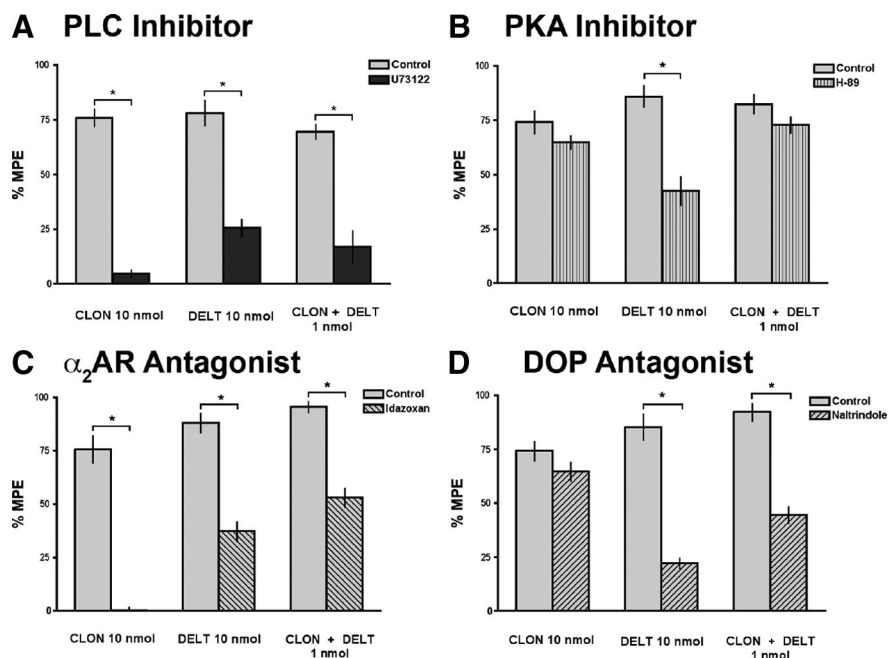 A PLC Inhibitor
Control
U73122
% MPE
100
75
50
25
0
*
*
*
CLON 10 nmol
DELT 10 nmol
CLON + DELT
1 nmol
B PKA Inhibitor
Control
H-89
% MPE
100
75
50
25
0
*
CLON 10 nmol
DELT 10 nmol
CLON + DELT
1 nmol
C α₂AR Antagonist
Control
Idazoxan
% MPE
100
75
50
25
0
*
*
*
CLON 10 nmol
DELT 10 nmol
CLON + DELT
1 nmol
D DOP Antagonist
Control
Naltrindole
% MPE
100
75
50
25
0
*
*
CLON 10 nmol
DELT 10 nmol
CLON + DELT
1 nmol